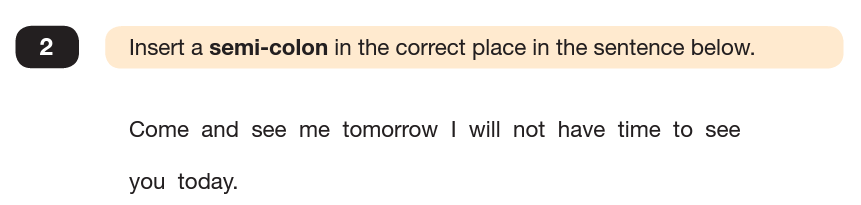 2 Insert a semi-colon in the correct place in the sentence below.
Come and see me tomorrow I will not have time to see
you today.